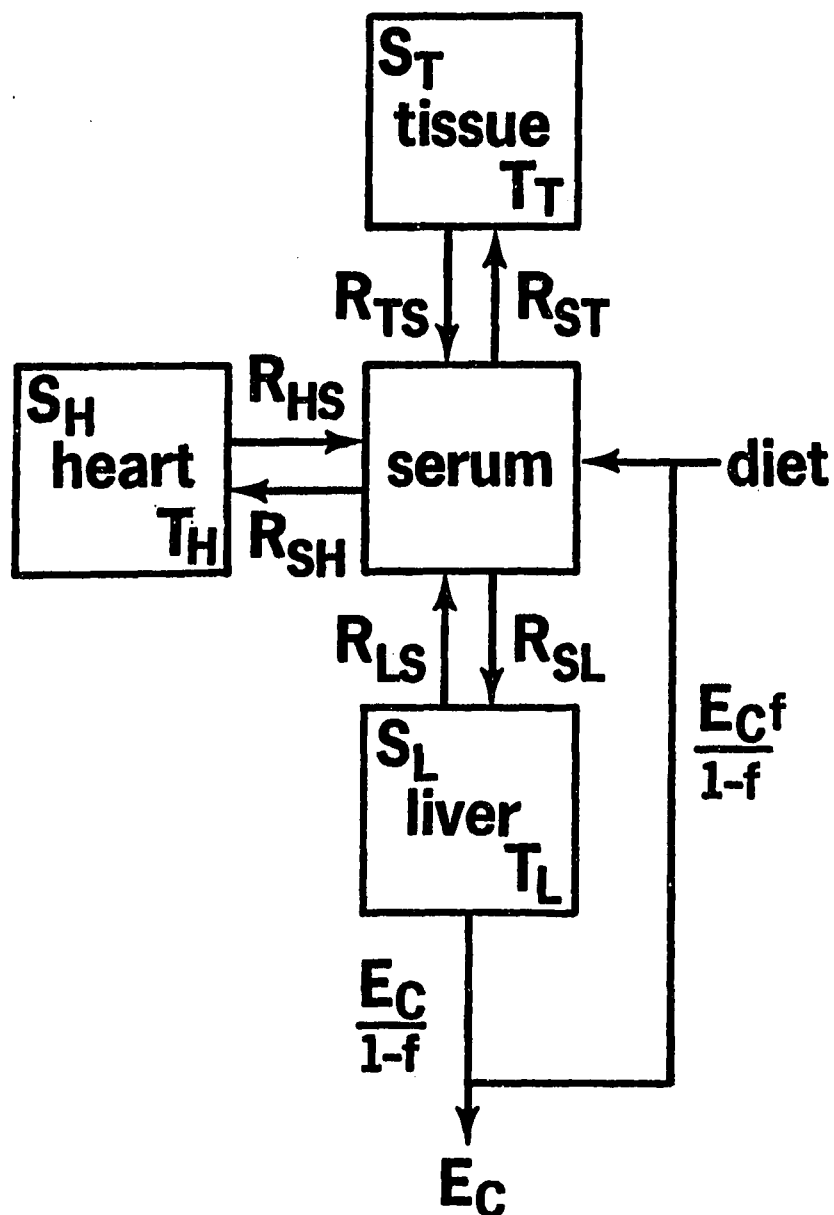 S_T
tissue
T_T
R_TS
R_ST
S_H
heart
T_H
R_HS
R_SH
serum
diet
R_LS
R_SL
S_L
liver
T_L
E_C f
1-f
E_C
1-f
E_C